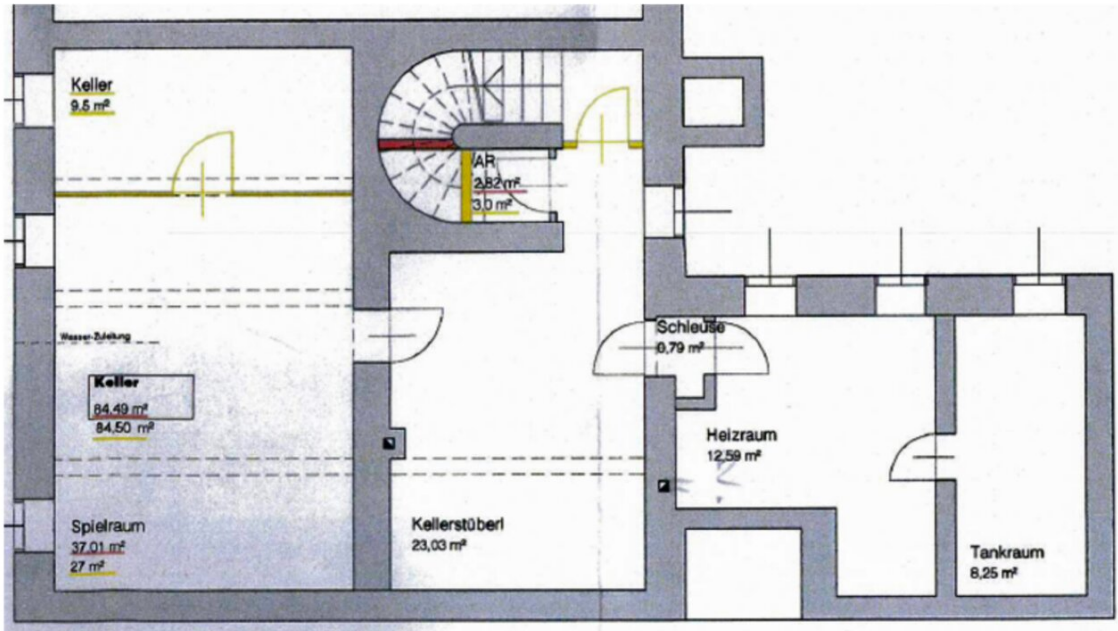 Keller
9.5 m²
AR
2,82 m²
3.0 m²
Wasser-Zuleitung
Schleuse
0,79 m²
Keller
84.49 m²
84,50 m²
Heizraum
12,59 m²
Spielraum
37.01 m²
27 m²
Kellerstüberl
23,03 m²
Tankraum
8,25 m²